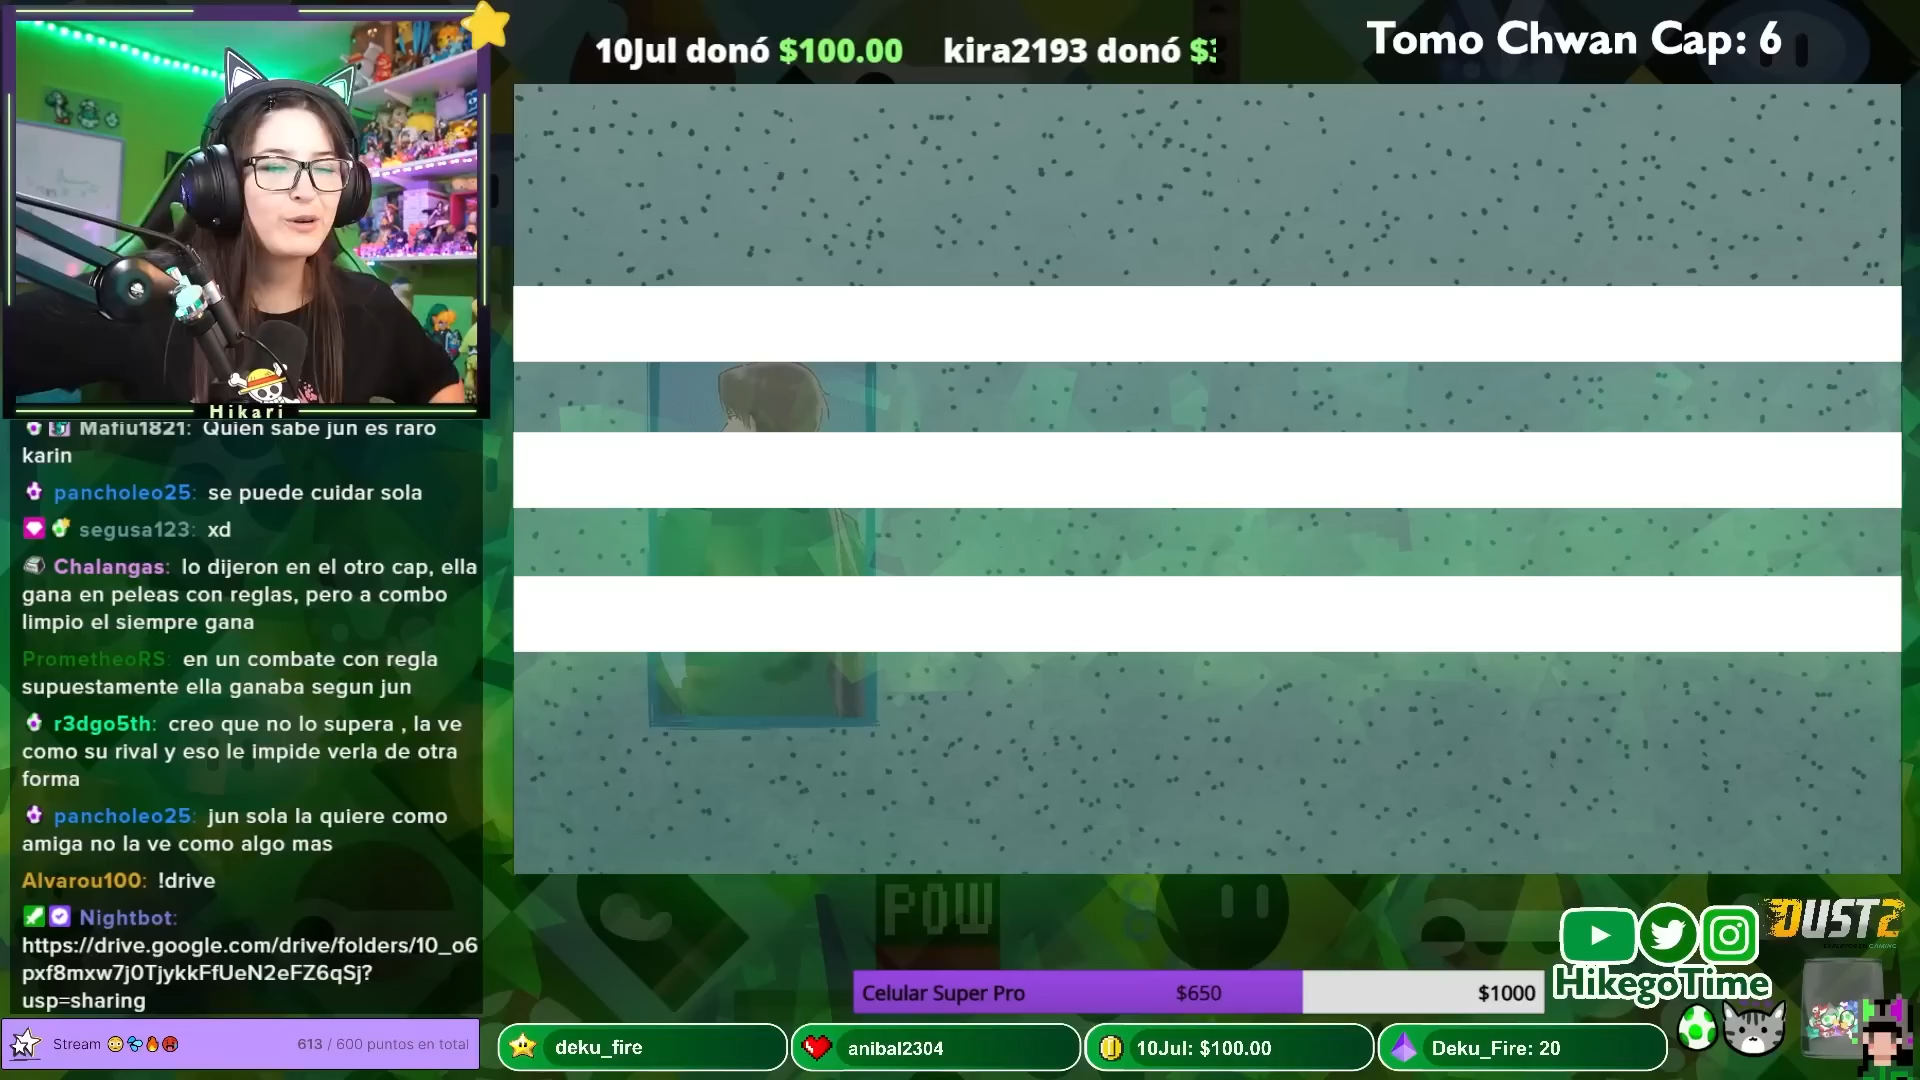 10Jul donó $100.00 kira2193 donó
Tomo Chwan Cap: 6
Hikari
Mafiu1821: Quien sabe jun es raro
karin
pancholeo25: se puede cuidar sola
segusa123: xd
Chalangas: lo dijeron en el otro cap, ella
gana en peleas con reglas, pero a combo
limpio el siempre gana
PrometheoRS: en un combate con regla
supuestamente ella ganaba segun jun
r3dgo5th: creo que no lo supera , la ve
como su rival y eso le impide verla de otra
forma
pancholeo25: jun sola la quiere como
amiga no la ve como algo mas
Alvarou100: !drive
Nightbot:
https://drive.google.com/drive/folders/10_o6
pxf8mxw7j0TjykkFfUeN2eFZ6qSj?
usp=sharing
POW
DUST2
HikegoTime
Celular Super Pro $650 $1000
Stream 613 / 600 puntos en total
deku_fire
anibal2304
10Jul: $100.00
Deku_Fire: 20